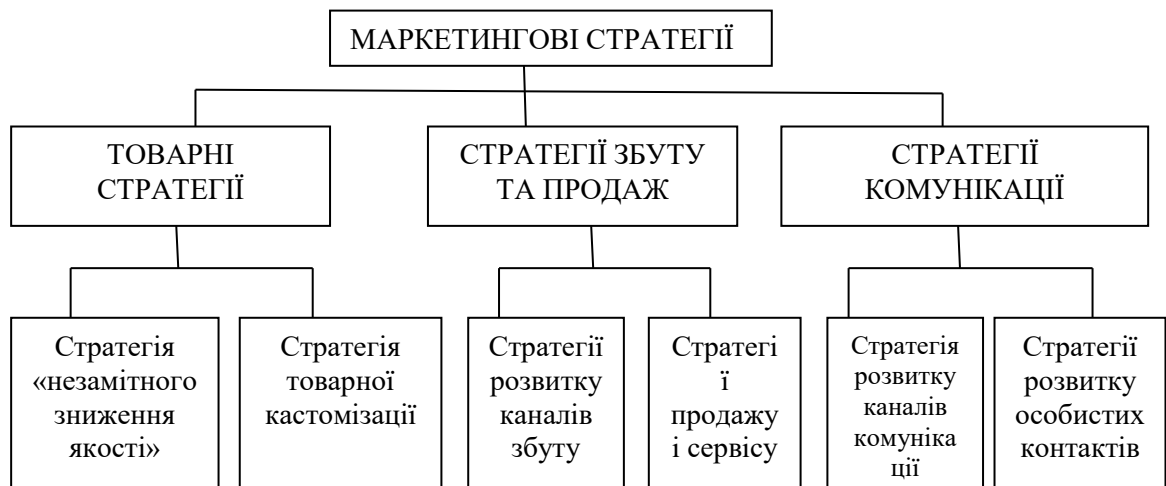 МАРКЕТИНГОВІ СТРАТЕГІЇ
ТОВАРНІ
СТРАТЕГІЇ
СТРАТЕГІЇ ЗБУТУ
ТА ПРОДАЖ
СТРАТЕГІЇ
КОМУНІКАЦІЇ
Стратегія
«незамітного
зниження
якості»
Стратегія
товарної
кастомізації
Стратегії
розвитку
каналів
збуту
Стратегі
ї
продажу
і сервісу
Стратегія
розвитку
каналів
комуніка
ції
Стратегії
розвитку
особистих
контактів